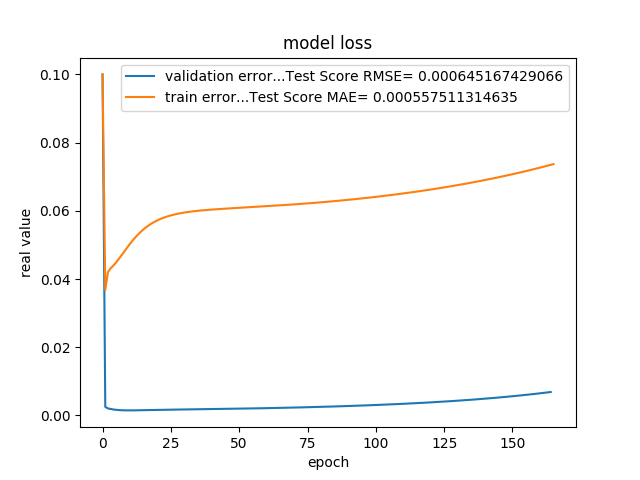 model loss
validation error...Test Score RMSE= 0.000645167429066
train error...Test Score MAE= 0.000557511314635
0.10
0.08
0.06
0.04
0.02
0.00
real value
0 25 50 75 100 125 150
epoch